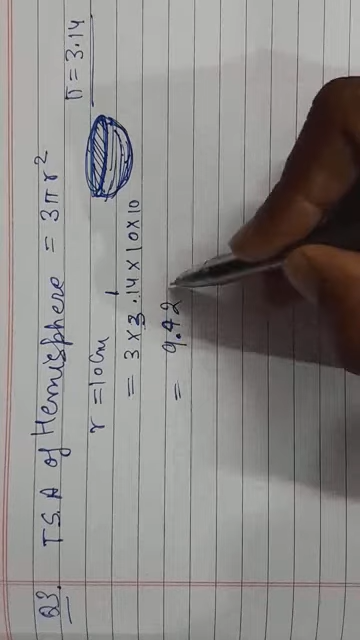 Q3. T.S.A of Hemisphere = 3πr²
r = 10cm π = 3.14
= 3 x 3.14 x 10 x 10
= 9.42